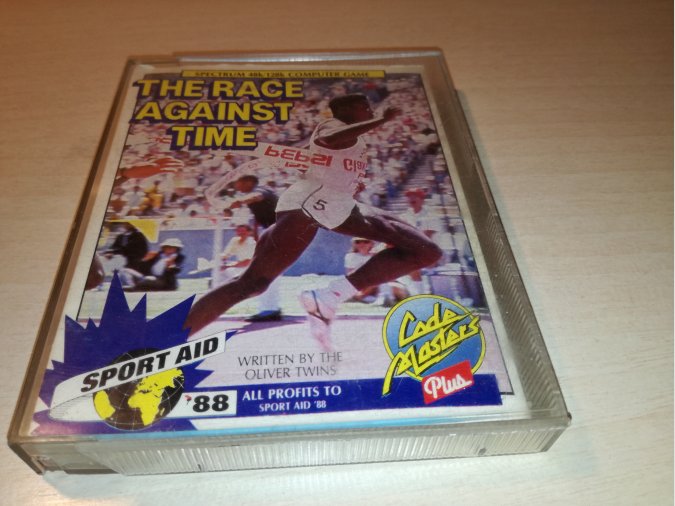 SPECTRUM 48k/128k COMPUTER GAME
THE RACE
AGAINST
TIME
5
SPORT AID
'88
WRITTEN BY THE
OLIVER TWINS
ALL PROFITS TO
SPORT AID '88
Code
Masters
Plus